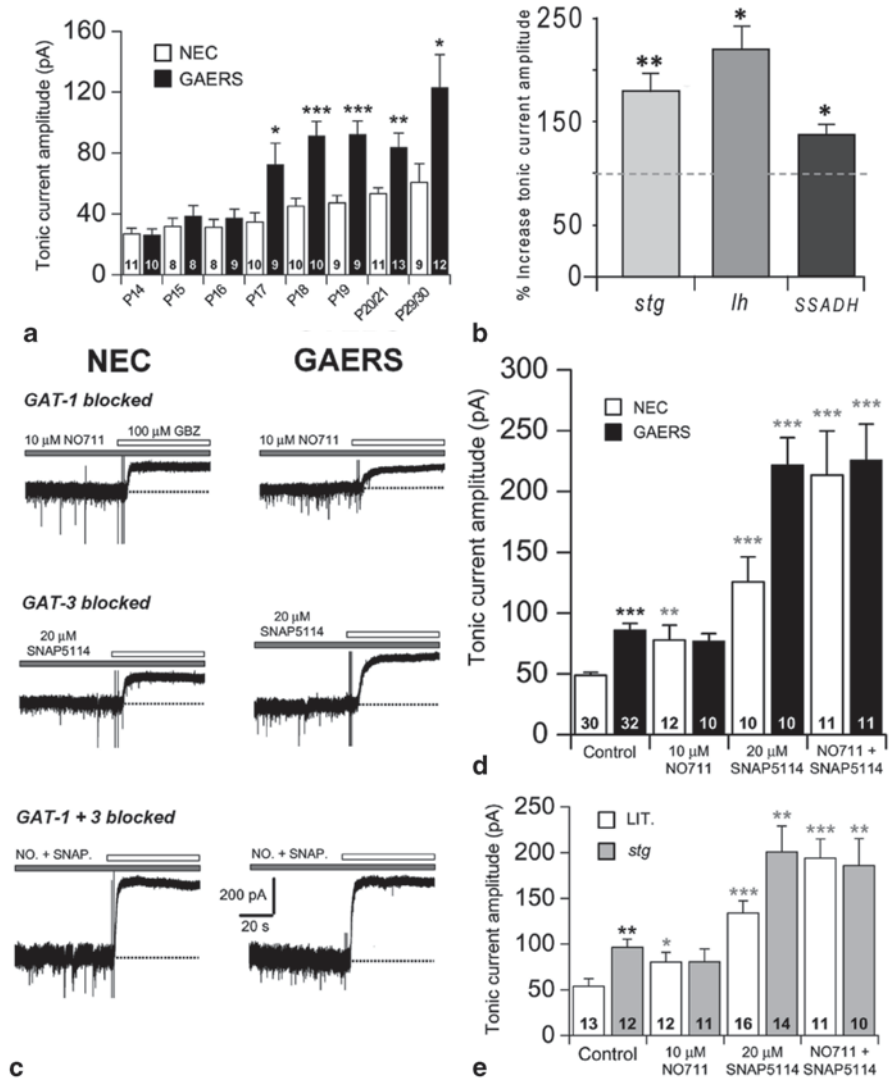 160
120
80
40
0
Tonic current amplitude (pA)
NEC
GAERS
*
***
***
**
*
11 10 8 8 8 9 10 9 10 10 9 9 11 13 9 12
P14 P15 P16 P17 P18 P19 P20/21 P29/30
a
250
150
50
0
% Increase tonic current amplitude
**
*
*
stg lh SSADH
b
NEC GAERS
GAT-1 blocked
10 µM NO711 100 µM GBZ
10 µM NO711
GAT-3 blocked
20 µM
SNAP5114
20 µM
SNAP5114
GAT-1 + 3 blocked
NO. + SNAP.
NO. + SNAP.
200 pA
20 s
c
300
250
200
150
100
50
0
Tonic current amplitude (pA)
NEC
GAERS
***
**
***
***
***
***
30 32 12 10 10 10 11 11
Control 10 µM NO711 20 µM SNAP5114 NO711 + SNAP5114
d
250
200
150
100
50
0
Tonic current amplitude (pA)
LIT.
stg
**
*
***
**
***
**
13 12 12 11 16 14 11 10
Control 10 µM NO711 20 µM SNAP5114 NO711 + SNAP5114
e